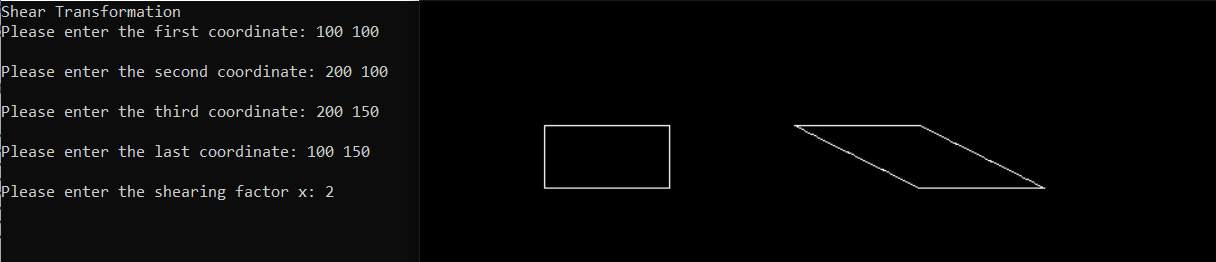 Shear Transformation
Please enter the first coordinate: 100 100
Please enter the second coordinate: 200 100
Please enter the third coordinate: 200 150
Please enter the last coordinate: 100 150
Please enter the shearing factor x: 2